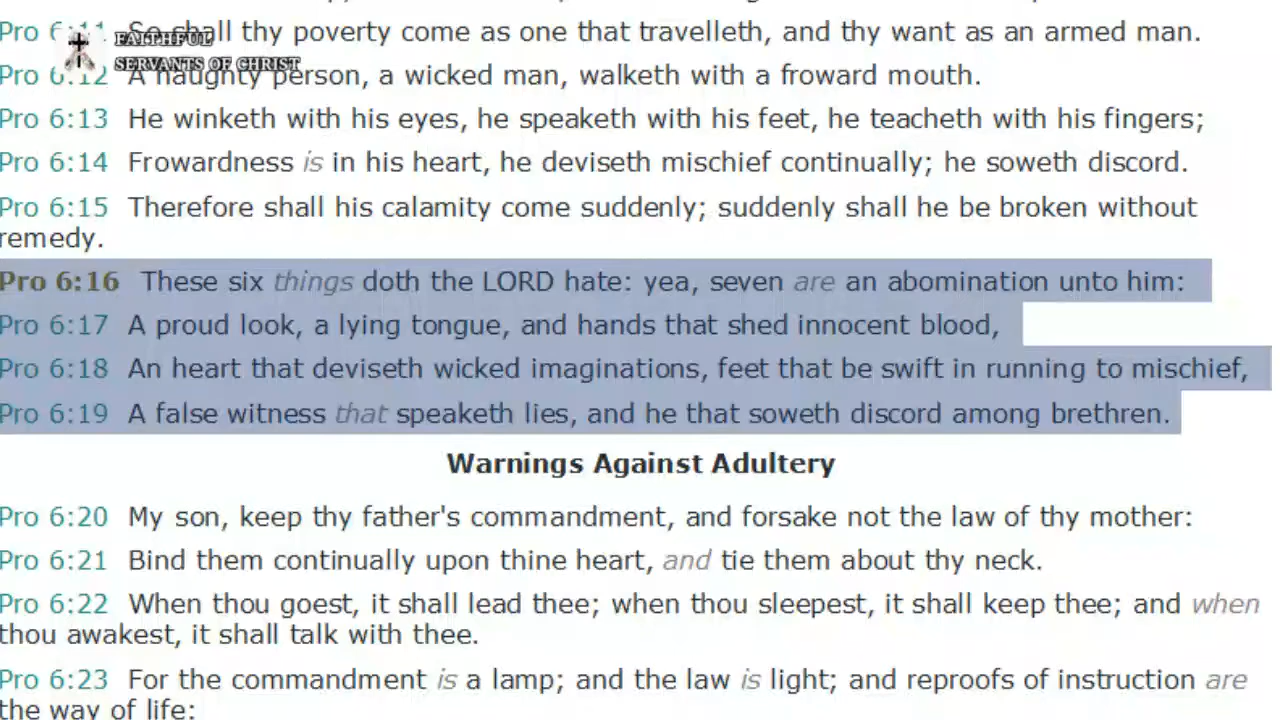 Pro 6:11 So shall thy poverty come as one that travelleth, and thy want as an armed man.
FAITHFUL
SERVANTS OF CHRIST
Pro 6:12 A naughty person, a wicked man, walketh with a froward mouth.
Pro 6:13 He winketh with his eyes, he speaketh with his feet, he teacheth with his fingers;
Pro 6:14 Frowardness is in his heart, he deviseth mischief continually; he soweth discord.
Pro 6:15 Therefore shall his calamity come suddenly; suddenly shall he be broken without
remedy.
Pro 6:16 These six things doth the LORD hate: yea, seven are an abomination unto him:
Pro 6:17 A proud look, a lying tongue, and hands that shed innocent blood,
Pro 6:18 An heart that deviseth wicked imaginations, feet that be swift in running to mischief,
Pro 6:19 A false witness that speaketh lies, and he that soweth discord among brethren.
Warnings Against Adultery
Pro 6:20 My son, keep thy father's commandment, and forsake not the law of thy mother:
Pro 6:21 Bind them continually upon thine heart, and tie them about thy neck.
Pro 6:22 When thou goest, it shall lead thee; when thou sleepest, it shall keep thee; and when
thou awakest, it shall talk with thee.
Pro 6:23 For the commandment is a lamp; and the law is light; and reproofs of instruction are
the way of life: